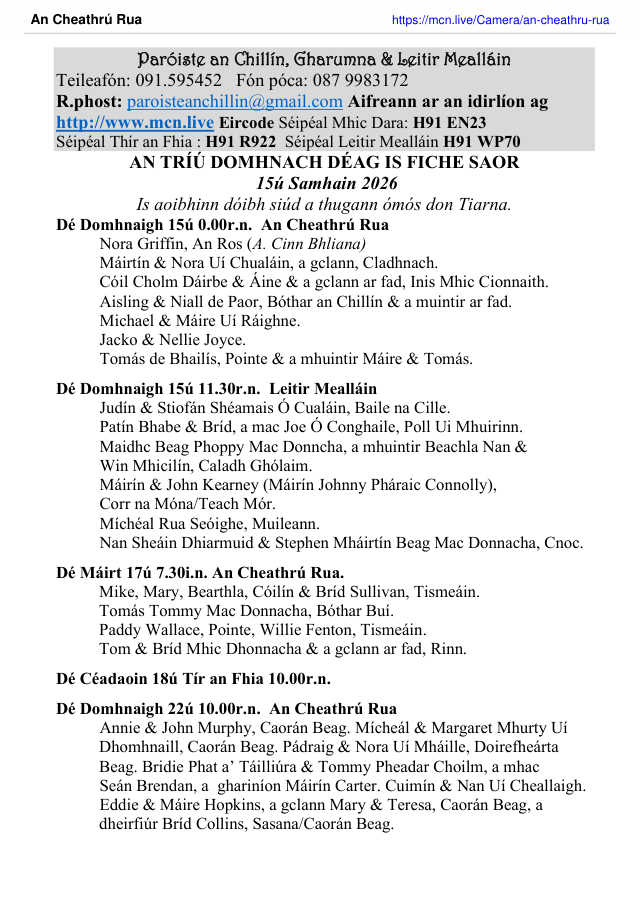 An Cheathrú Rua https://mcn.live/Camera/an-cheathru-rua
Paróiste an Chillín, Gharumna & Leitir Mealláin
Teileafón: 091.595452 Fón póca: 087 9983172
R.phost: paroisteanchillin@gmail.com Aifreann ar an idirlíon ag
http://www.mcn.live Eircode Séipéal Mhic Dara: H91 EN23
Séipéal Thír an Fhia : H91 R922 Séipéal Leitir Mealláin H91 WP70
AN TRÍÚ DOMHNACH DÉAG IS FICHE SAOR
15ú Samhain 2026
Is aoibhinn dóibh siúd a thugann ómós don Tiarna.
Dé Domhnaigh 15ú 0.00r.n. An Cheathrú Rua
Nora Griffin, An Ros (A. Cinn Bhliana)
Máirtín & Nora Uí Chualáin, a gclann, Cladhnach.
Cóil Cholm Dáirbe & Áine & a gclann ar fad, Inis Mhic Cionnaith.
Aisling & Niall de Paor, Bóthar an Chillín & a muintir ar fad.
Michael & Máire Uí Ráighne.
Jacko & Nellie Joyce.
Tomás de Bhailís, Pointe & a mhuintir Máire & Tomás.
Dé Domhnaigh 15ú 11.30r.n. Leitir Mealláin
Judín & Stiofán Shéamais Ó Cualáin, Baile na Cille.
Patín Bhabe & Bríd, a mac Joe Ó Conghaile, Poll Ui Mhuirinn.
Maidhc Beag Phoppy Mac Donncha, a mhuintir Beachla Nan &
Win Mhicilín, Caladh Ghólaim.
Máirín & John Kearney (Máirín Johnny Pháraic Connolly),
Corr na Móna/Teach Mór.
Míchéal Rua Seóighe, Muileann.
Nan Sheáin Dhiarmuid & Stephen Mháirtín Beag Mac Donnacha, Cnoc.
Dé Máirt 17ú 7.30i.n. An Cheathrú Rua.
Mike, Mary, Bearthla, Cóilín & Bríd Sullivan, Tismeáin.
Tomás Tommy Mac Donnacha, Bóthar Buí.
Paddy Wallace, Pointe, Willie Fenton, Tismeáin.
Tom & Bríd Mhic Dhonnacha & a gclann ar fad, Rinn.
Dé Céadaoin 18ú Tír an Fhia 10.00r.n.
Dé Domhnaigh 22ú 10.00r.n. An Cheathrú Rua
Annie & John Murphy, Caorán Beag. Mícheál & Margaret Mhurty Uí
Dhomhnaill, Caorán Beag. Pádraig & Nora Uí Mháille, Doirefheárta
Beag. Bridie Phat a’ Táilliúra & Tommy Pheadar Choilm, a mhac
Seán Brendan, a ghariníon Máirín Carter. Cuimín & Nan Uí Cheallaigh.
Eddie & Máire Hopkins, a gclann Mary & Teresa, Caorán Beag, a
dheirfiúr Bríd Collins, Sasana/Caorán Beag.